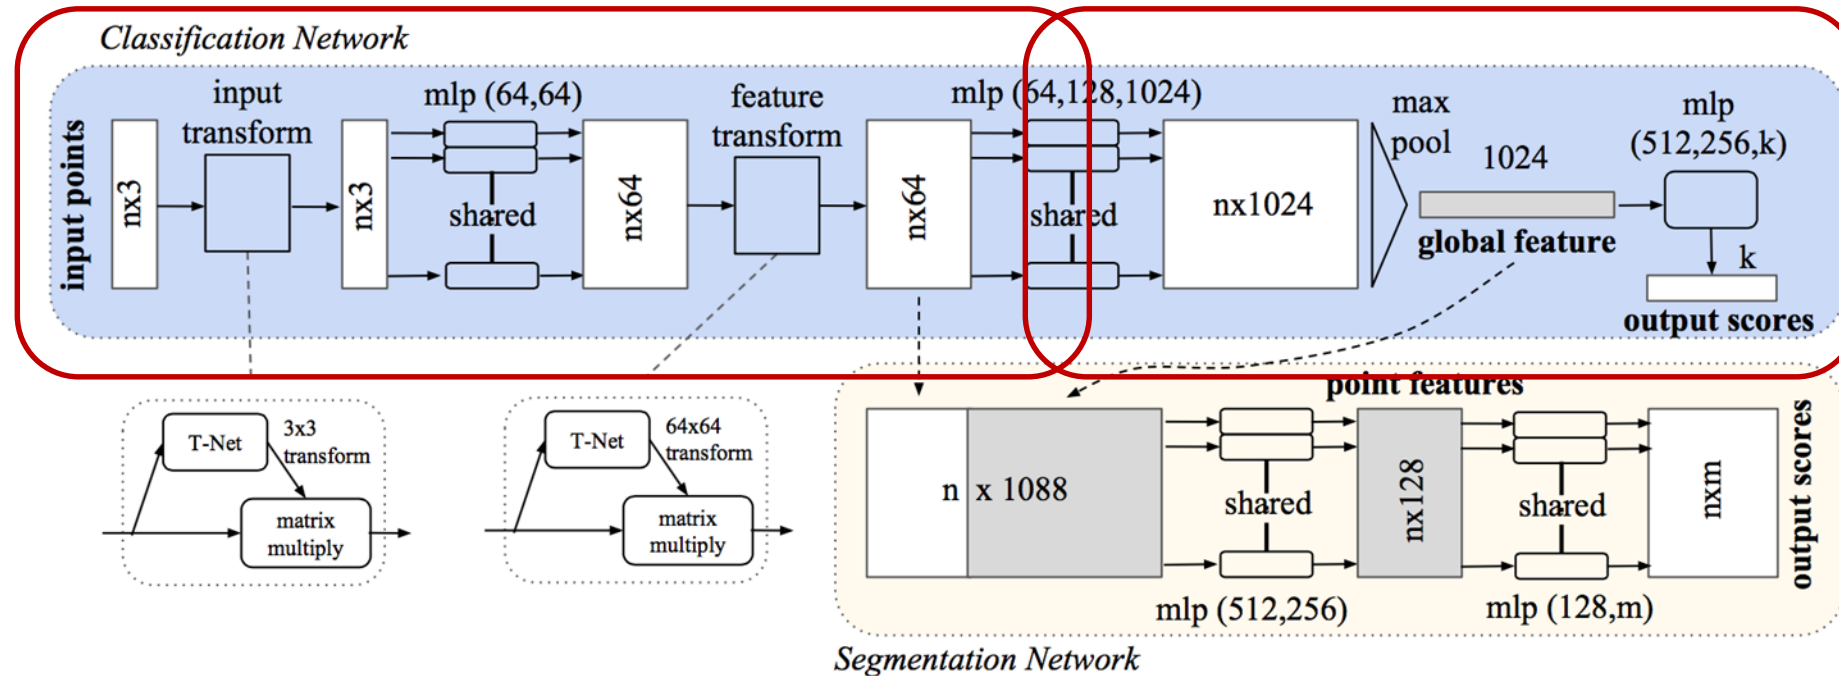 Classification Network
input points
nx3
input
transform
nx3
mlp (64,64)
shared
nx64
feature
transform
nx64
mlp (64,128,1024)
shared
nx1024
max
pool
1024
global feature
mlp
(512,256,k)
k
output scores
T-Net
3x3
transform
matrix
multiply
T-Net
64x64
transform
matrix
multiply
point features
n x 1088
shared
mlp (512,256)
nx128
shared
mlp (128,m)
nxm
output scores
Segmentation Network